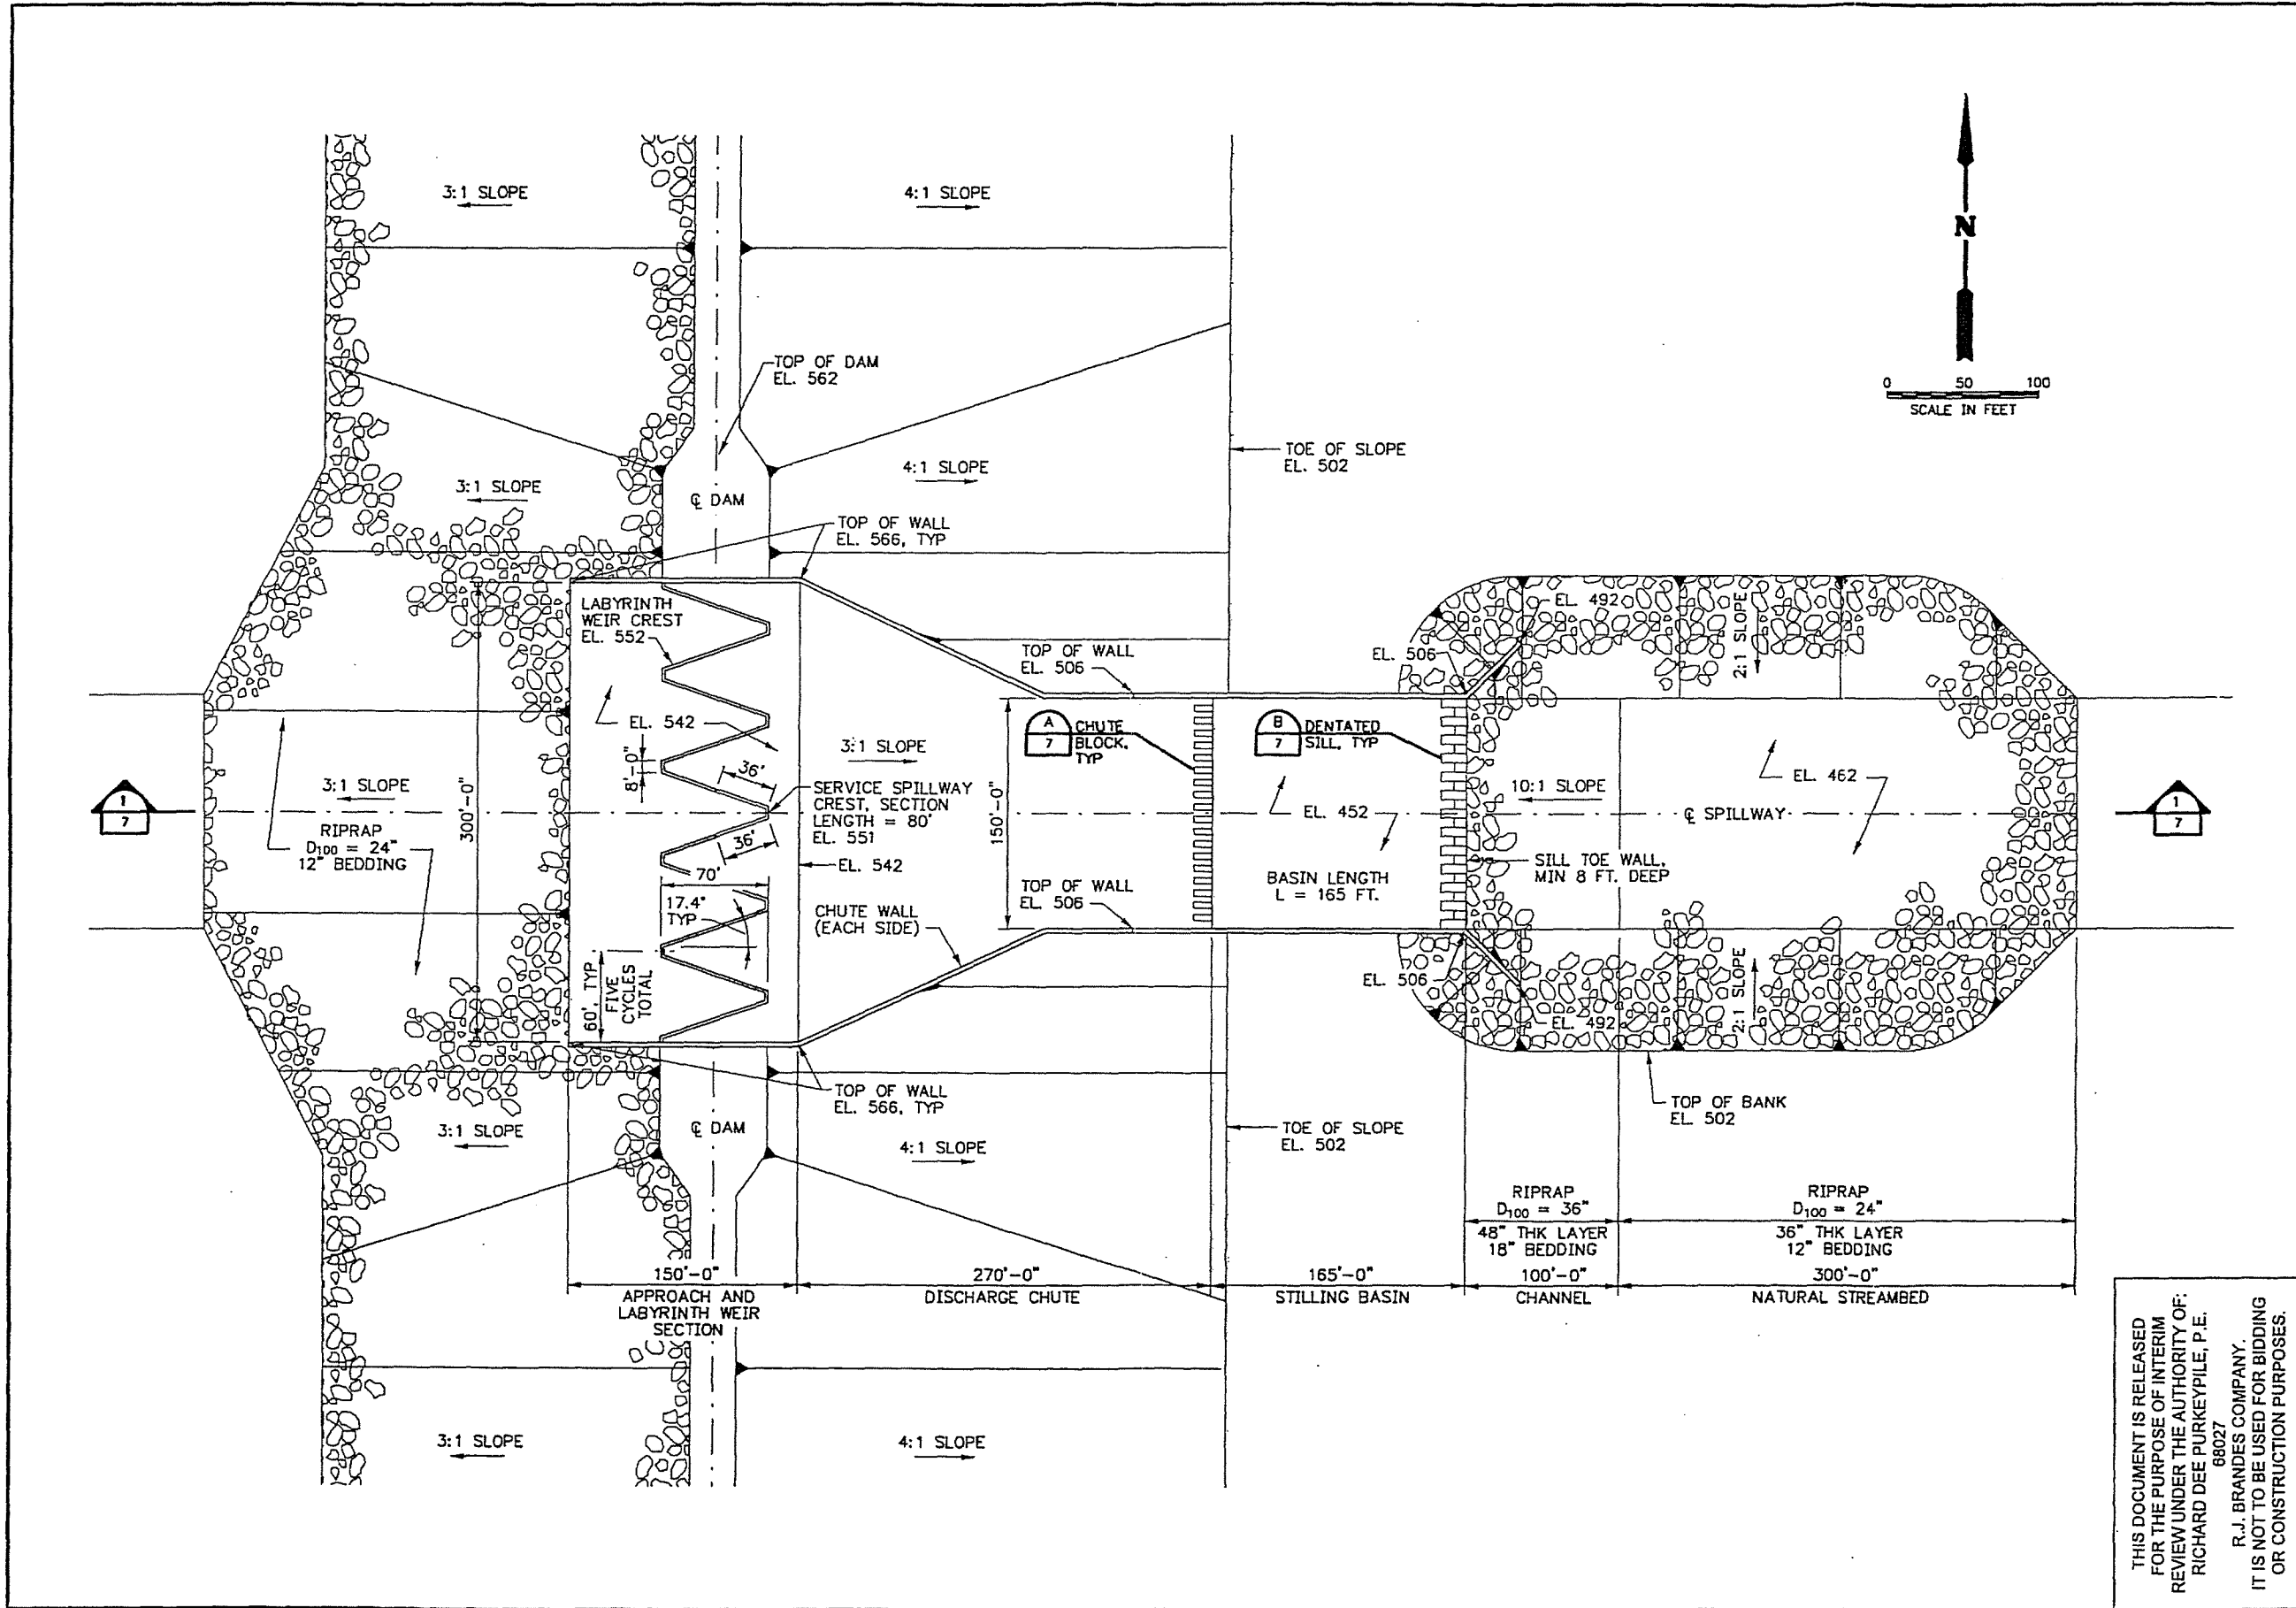 3:1 SLOPE
4:1 SLOPE
N
0 50 100
SCALE IN FEET
TOP OF DAM
EL. 562
TOE OF SLOPE
EL. 502
3:1 SLOPE
4:1 SLOPE
℄ DAM
TOP OF WALL
EL. 566, TYP
LABYRINTH
WEIR CREST
EL. 552
EL. 542
8'-0"
36'
36'
3:1 SLOPE
SERVICE SPILLWAY
CREST, SECTION
LENGTH = 80'
EL. 551
EL. 542
300'-0"
70'
17.4°
TYP
60', TYP
FIVE
CYCLES
TOTAL
1
7
3:1 SLOPE
RIPRAP
D₁₀₀ = 24"
12" BEDDING
CHUTE WALL
(EACH SIDE)
TOP OF WALL
EL. 506
A
7
CHUTE
BLOCK,
TYP
B
7
DENTATED
SILL, TYP
150'-0"
EL. 452
BASIN LENGTH
L = 165 FT.
TOP OF WALL
EL. 506
EL. 506
EL. 492
2:1 SLOPE
10:1 SLOPE
EL. 462
℄ SPILLWAY
1
7
SILL TOE WALL,
MIN 8 FT. DEEP
EL. 506
EL. 492
2:1 SLOPE
TOP OF BANK
EL. 502
TOP OF WALL
EL. 566, TYP
℄ DAM
3:1 SLOPE
4:1 SLOPE
TOE OF SLOPE
EL. 502
RIPRAP
D₁₀₀ = 36"
48" THK LAYER
18" BEDDING
RIPRAP
D₁₀₀ = 24"
36" THK LAYER
12" BEDDING
150'-0"
APPROACH AND
LABYRINTH WEIR
SECTION
270'-0"
DISCHARGE CHUTE
165'-0"
STILLING BASIN
100'-0"
CHANNEL
300'-0"
NATURAL STREAMBED
3:1 SLOPE
4:1 SLOPE
THIS DOCUMENT IS RELEASED
FOR THE PURPOSE OF INTERIM
REVIEW UNDER THE AUTHORITY OF:
RICHARD DEE PURKEYPILE, P.E.
68027
R.J. BRANDES COMPANY.
IT IS NOT TO BE USED FOR BIDDING
OR CONSTRUCTION PURPOSES.